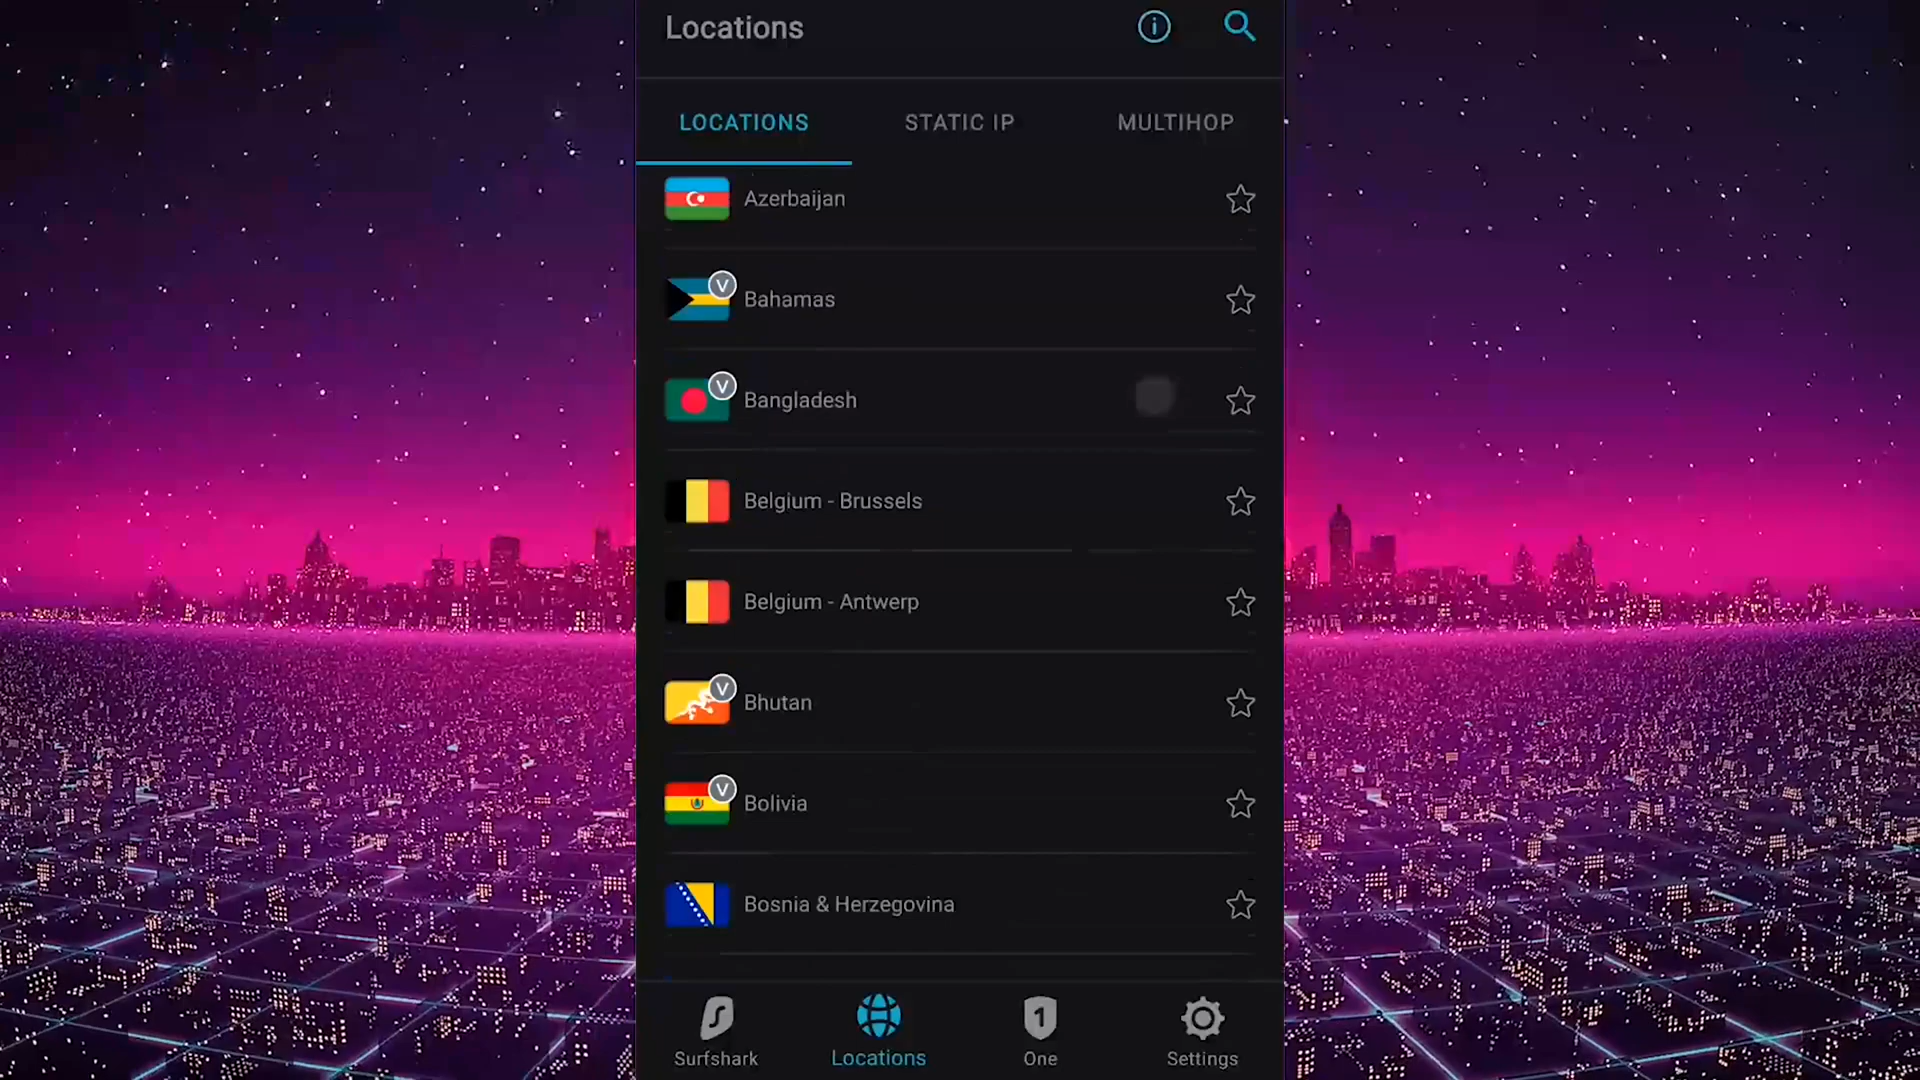 Locations
LOCATIONS STATIC IP MULTIHOP
Azerbaijan
V
Bahamas
V
Bangladesh
Belgium - Brussels
Belgium - Antwerp
V
Bhutan
V
Bolivia
Bosnia & Herzegovina
1
Surfshark Locations One Settings